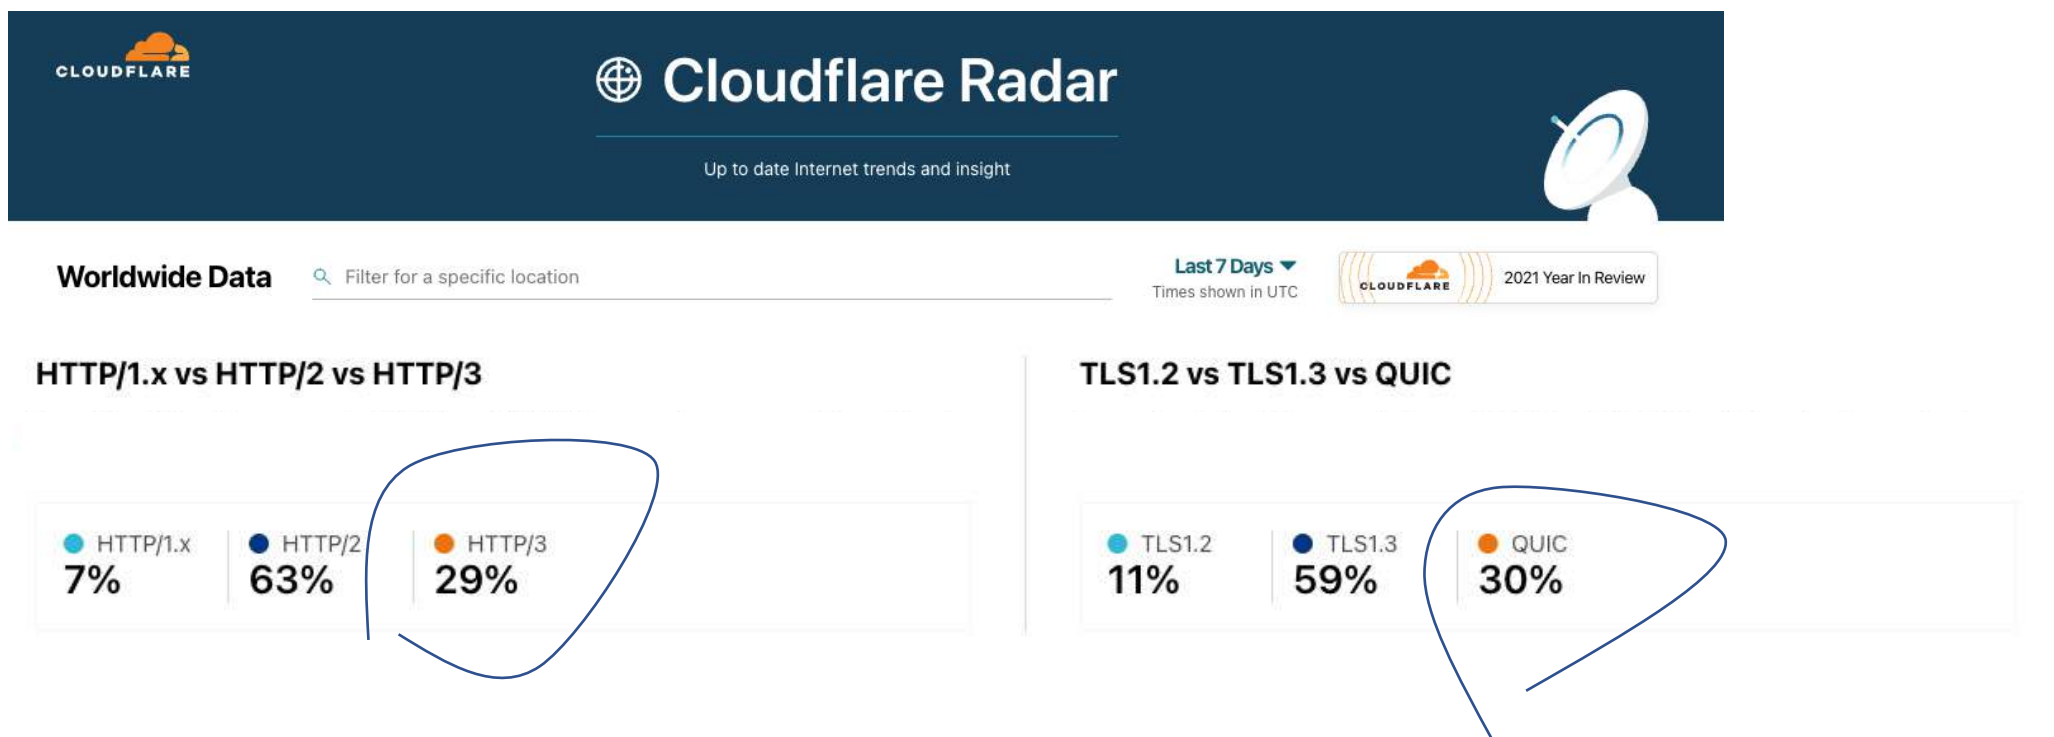 CLOUDFLARE
Cloudflare Radar
Up to date Internet trends and insight
Worldwide Data
Filter for a specific location
Last 7 Days
Times shown in UTC
CLOUDFLARE
2021 Year In Review
HTTP/1.x vs HTTP/2 vs HTTP/3
HTTP/1.x
7%
HTTP/2
63%
HTTP/3
29%
TLS1.2 vs TLS1.3 vs QUIC
TLS1.2
11%
TLS1.3
59%
QUIC
30%